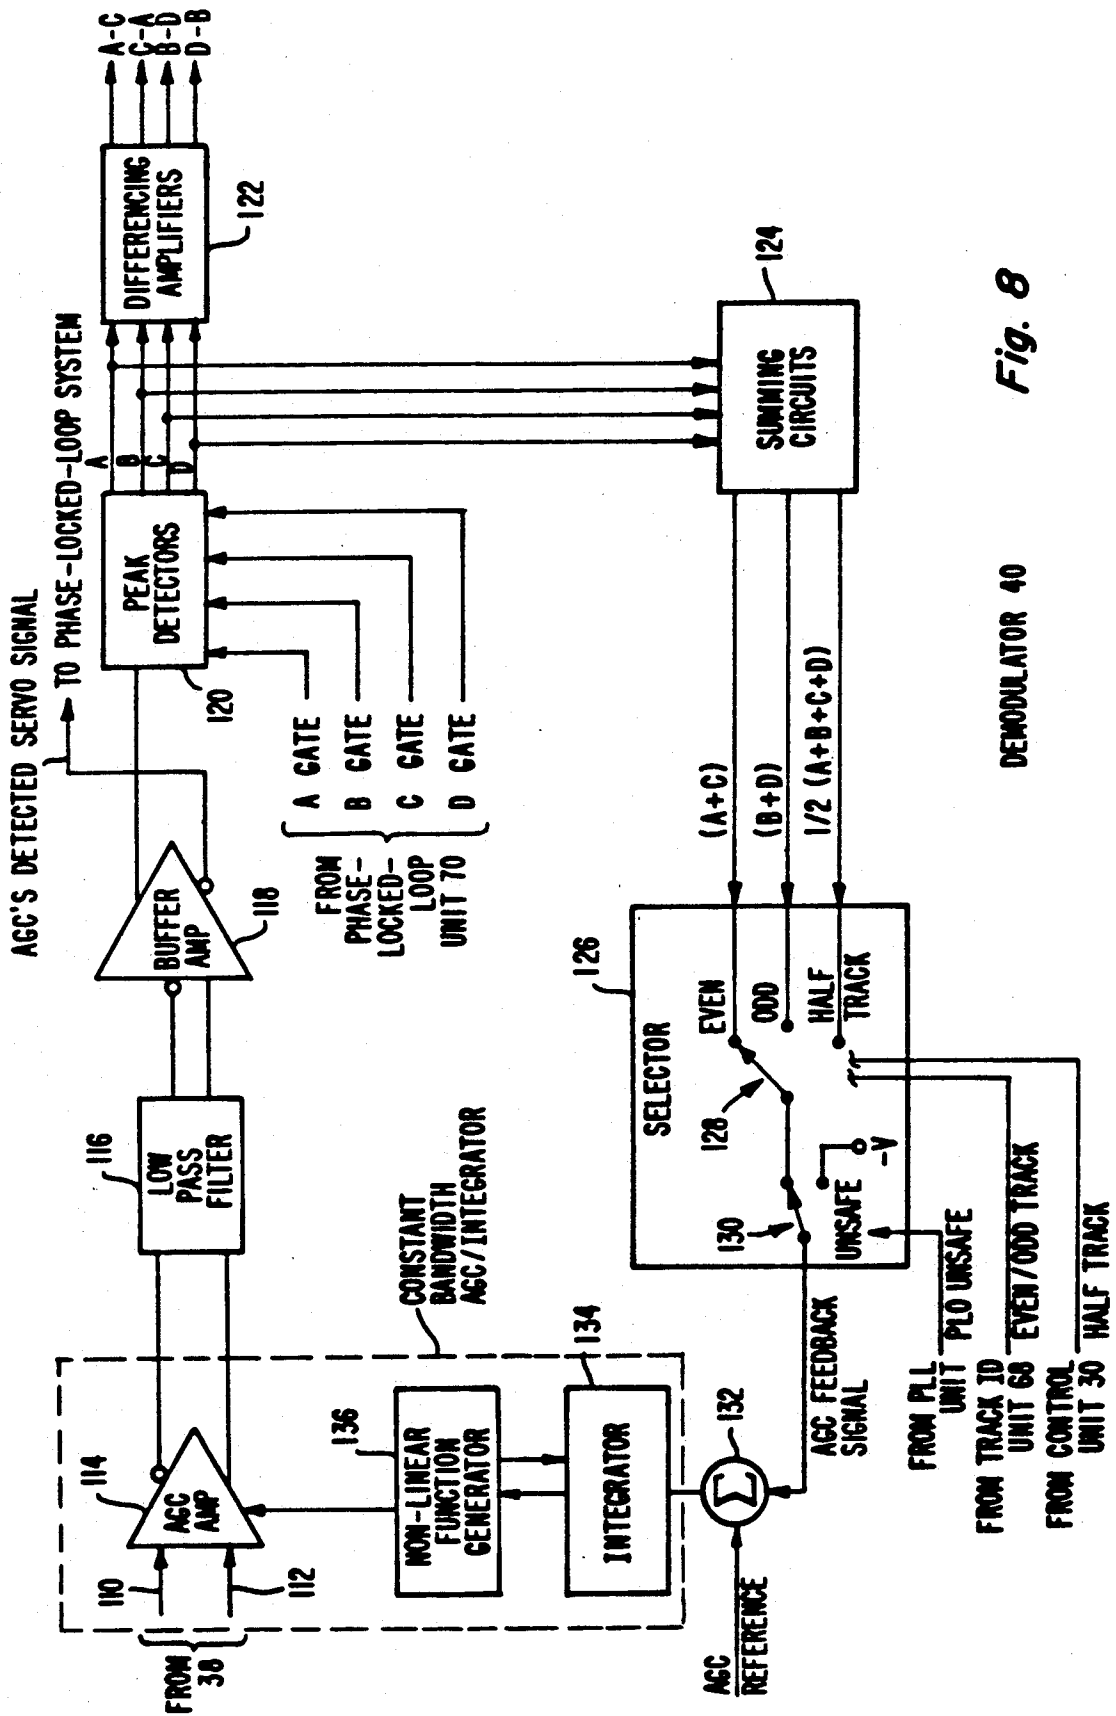 AGC'S DETECTED SERVO SIGNAL
TO PHASE-LOCKED-LOOP SYSTEM
FROM
38
110
112
114
AGC
AMP
116
LOW
PASS
FILTER
BUFFER
AMP
118
PEAK
DETECTORS
120
A
B
C
D
DIFFERENCING
AMPLIFIERS
122
A-C
C-A
B-D
D-B
FROM
PHASE-
LOCKED-
LOOP
UNIT 70
A GATE
B GATE
C GATE
D GATE
136
NON-LINEAR
FUNCTION
GENERATOR
CONSTANT
BANDWIDTH
AGC/INTEGRATOR
134
INTEGRATOR
132
Σ
AGC
REFERENCE
AGC FEEDBACK
SIGNAL
126
SELECTOR
128
130
EVEN
ODD
HALF
TRACK
UNSAFE
-V
(A+C)
(B+D)
1/2 (A+B+C+D)
124
SUMMING
CIRCUITS
FROM PLL
UNIT
PLO UNSAFE
FROM TRACK ID
UNIT 68
EVEN/ODD TRACK
FROM CONTROL
UNIT 30
HALF TRACK
DEMODULATOR 40
Fig. 8